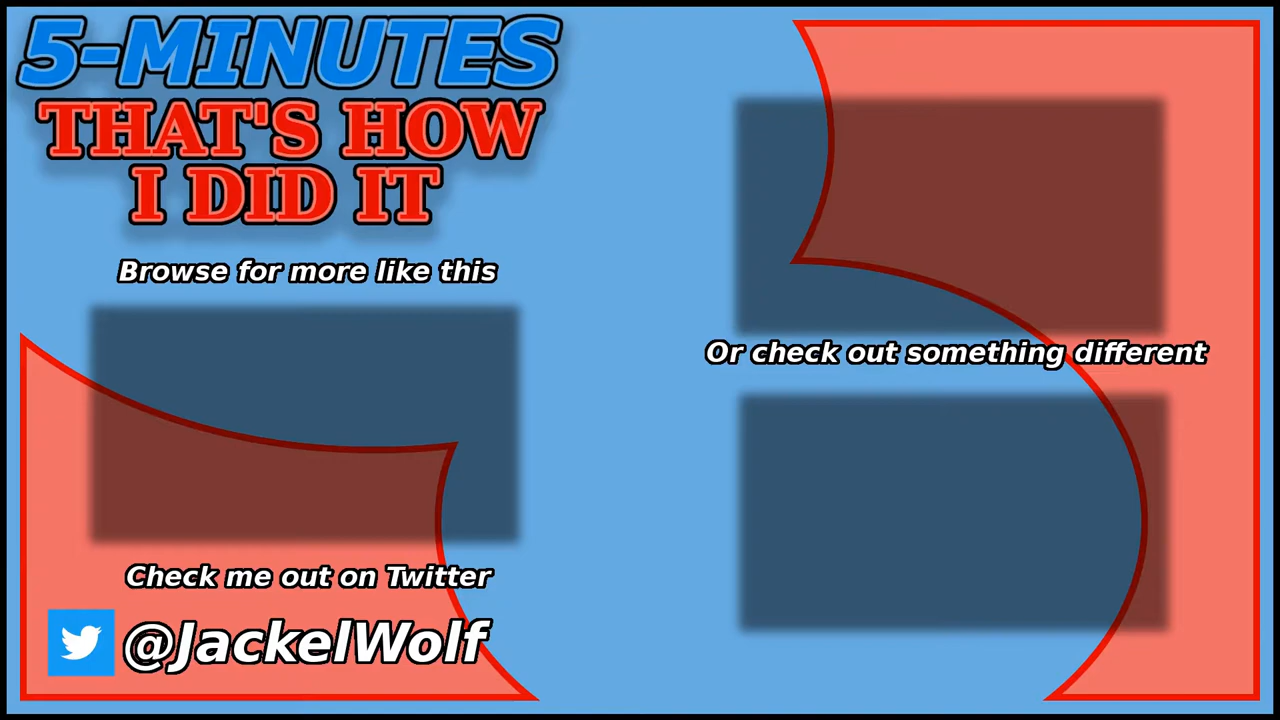 5-MINUTES
THAT'S HOW
I DID IT
Browse for more like this
Or check out something different
Check me out on Twitter
@JackelWolf